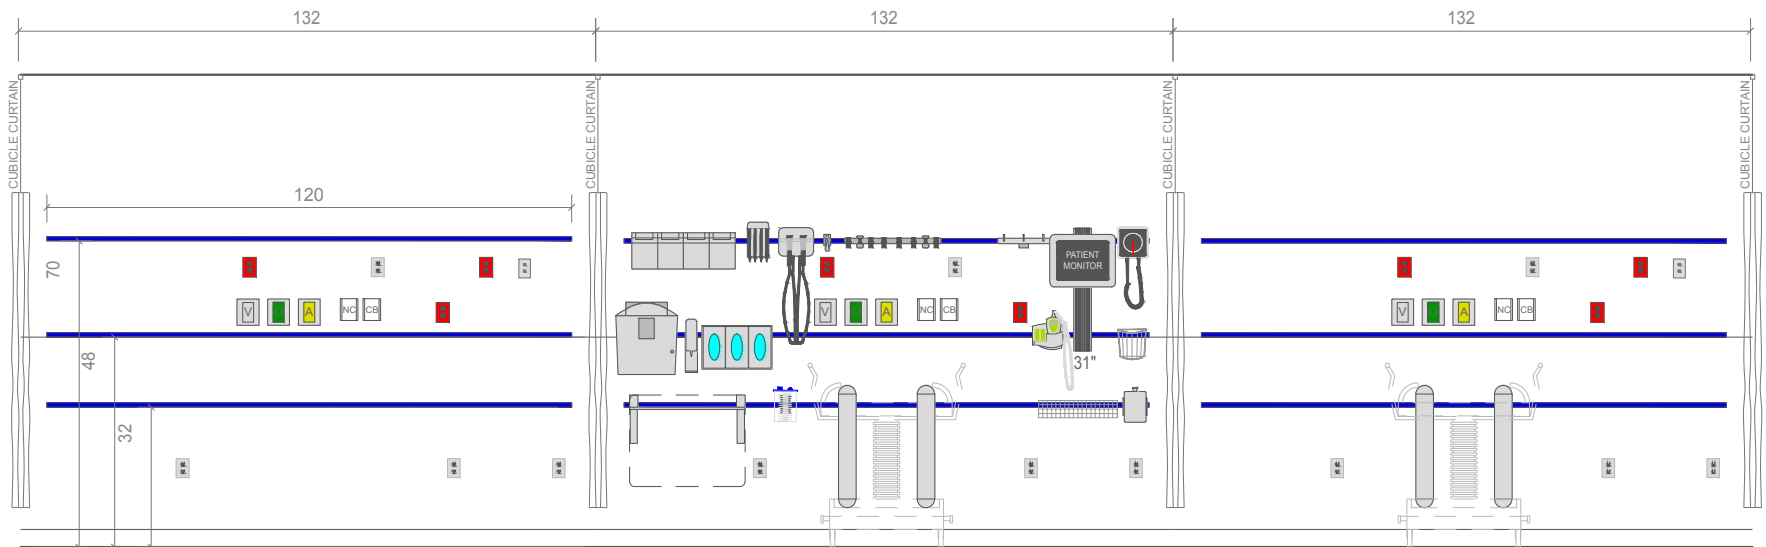 132
132
132
CUBICLE CURTAIN
CUBICLE CURTAIN
CUBICLE CURTAIN
CUBICLE CURTAIN
120
70
PATIENT
MONITOR
V
A
NC
CB
V
A
NC
CB
V
A
NC
CB
48
31"
32